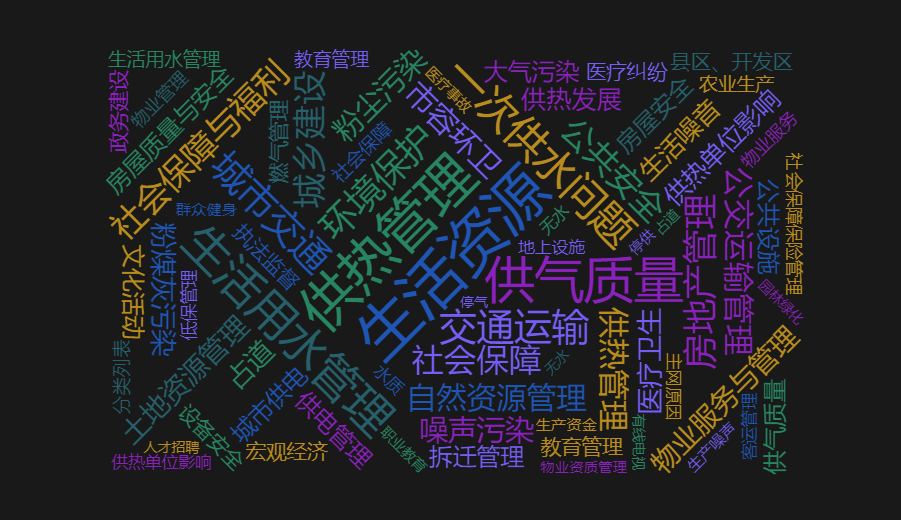 生活用水管理
教育管理
大气污染
医疗纠纷
县区、开发区
政务建设
物业管理
房屋质量与安全
社会保障与福利
城乡建设
燃气管理
粉尘污染
社会保障
医疗事故
市容环卫
二次供水问题
供热发展
公共安全
房屋安全
农业生产
生活噪音
供热单位影响
物业服务
社会保障保险管理
群众健身
城市交通
环境保护
供热管理
生活资源
无水
占道
停供
公交运输管理
公共设施
文化活动
粉煤灰污染
执法监督
低保管理
生活用水管理
地上设施
供气质量
房地产管理
园林绿化
停气
交通运输
社会保障
无水
供热管理
医疗卫生
主网原因
物业服务与管理
分类列表
土地资源管理
占道
水质
城市供电
自然资源管理
供气质量
客运管理
设备安全
供电管理
噪声污染
生产资金
有线电视
生产噪声
人才招聘
宏观经济
职业教育
教育管理
拆迁管理
供热单位影响
物业资质管理